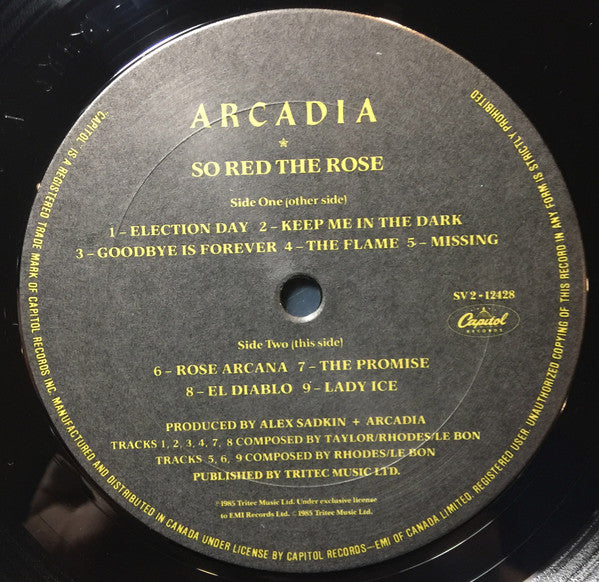 ARCADIA
*
SO RED THE ROSE
Side One (other side)
1 – ELECTION DAY 2 – KEEP ME IN THE DARK
3 – GOODBYE IS FOREVER 4 – THE FLAME 5 – MISSING
SV 2 - 12428
Capitol
RECORDS
Side Two (this side)
6 – ROSE ARCANA 7 – THE PROMISE
8 – EL DIABLO 9 – LADY ICE
PRODUCED BY ALEX SADKIN + ARCADIA
TRACKS 1, 2, 3, 4, 7, 8 COMPOSED BY TAYLOR/RHODES/LE BON
TRACKS 5, 6, 9 COMPOSED BY RHODES/LE BON
PUBLISHED BY TRITEC MUSIC LTD.
℗1985 Tritec Music Ltd. Under exclusive license
to EMI Records Ltd. ©1985 Tritec Music Ltd.
CAPITOL™ IS A REGISTERED TRADE MARK OF CAPITOL RECORDS INC. MANUFACTURED AND DISTRIBUTED IN CANADA UNDER LICENSE BY CAPITOL RECORDS—EMI OF CANADA LIMITED. REGISTERED USER: UNAUTHORIZED COPYING OF THIS RECORD IN ANY FORM IS STRICTLY PROHIBITED